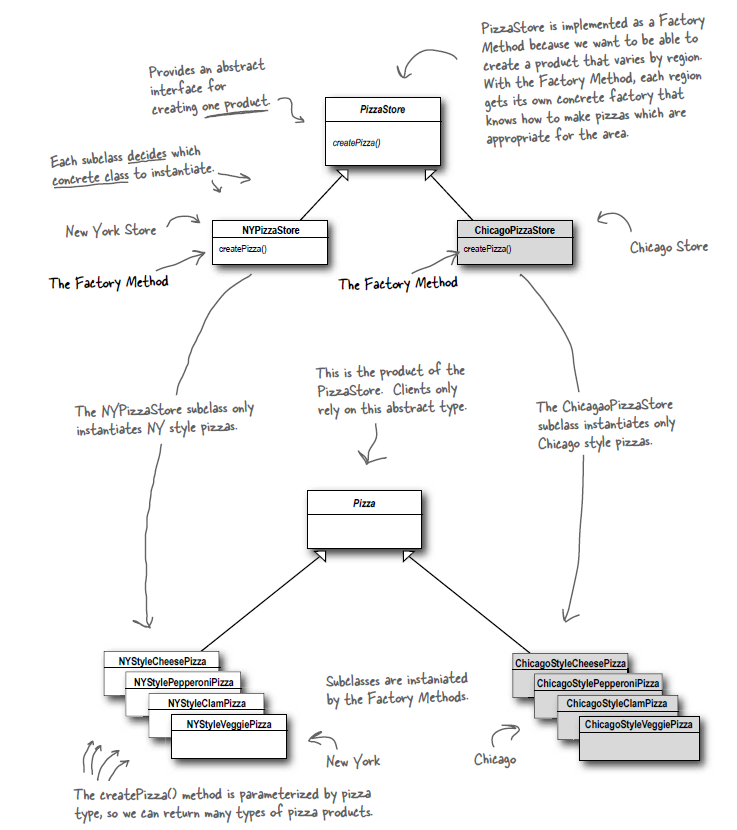 PizzaStore is implemented as a Factory
Method because we want to be able to
create a product that varies by region.
With the Factory Method, each region
gets its own concrete factory that
knows how to make pizzas which are
appropriate for the area.
Provides an abstract
interface for
creating one product.
PizzaStore
createPizza()
Each subclass decides which
concrete class to instantiate.
New York Store
NYPizzaStore
createPizza()
ChicagoPizzaStore
createPizza()
Chicago Store
The Factory Method
The Factory Method
This is the product of the
PizzaStore. Clients only
rely on this abstract type.
The NYPizzaStore subclass only
instantiates NY style pizzas.
The ChicagaoPizzaStore
subclass instantiates only
Chicago style pizzas.
Pizza
NYStyleCheesePizza
NYStylePepperoniPizza
NYStyleClamPizza
NYStyleVeggiePizza
Subclasses are instaniated
by the Factory Methods.
ChicagoStyleCheesePizza
ChicagoStylePepperoniPizza
ChicagoStyleClamPizza
ChicagoStyleVeggiePizza
New York
Chicago
The createPizza() method is parameterized by pizza
type, so we can return many types of pizza products.